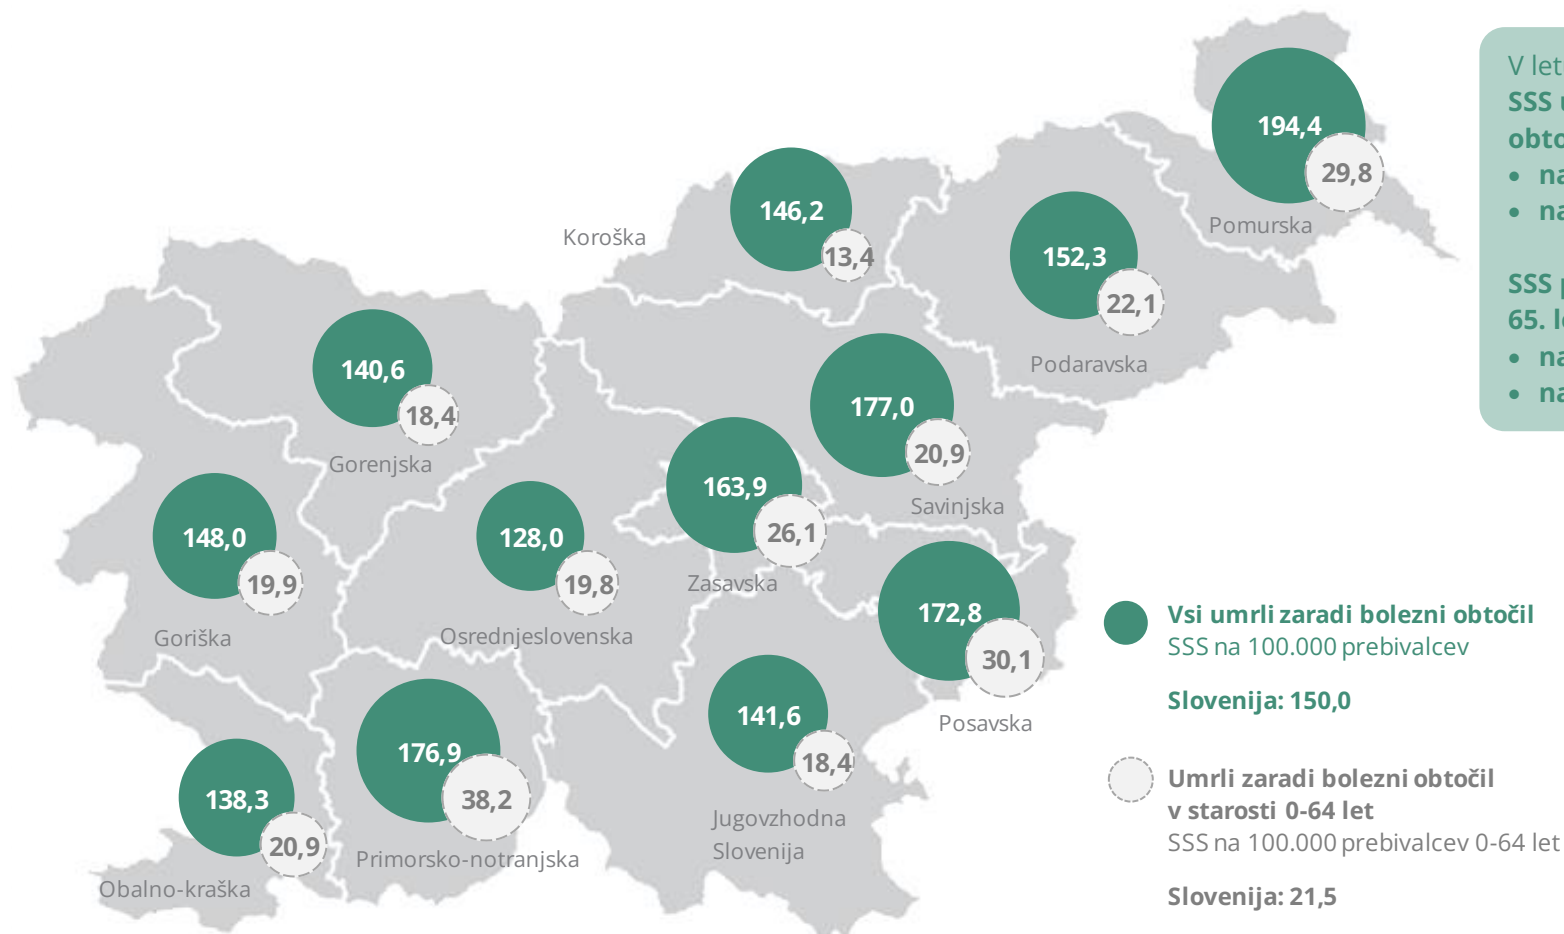 V let
SSS u
obto
• na
• na
SSS p
65. le
• na
• na
194,4
29,8
Pomurska
146,2
13,4
Koroška
152,3
22,1
Podaravska
140,6
18,4
Gorenjska
177,0
20,9
Savinjska
163,9
26,1
Zasavska
148,0
19,9
Goriška
128,0
19,8
Osrednjeslovenska
172,8
30,1
Posavska
141,6
18,4
Jugovzhodna
Slovenija
176,9
38,2
Primorsko-notranjska
138,3
20,9
Obalno-kraška
Vsi umrli zaradi bolezni obtočil
SSS na 100.000 prebivalcev
Slovenija: 150,0
Umrli zaradi bolezni obtočil
v starosti 0-64 let
SSS na 100.000 prebivalcev 0-64 let
Slovenija: 21,5